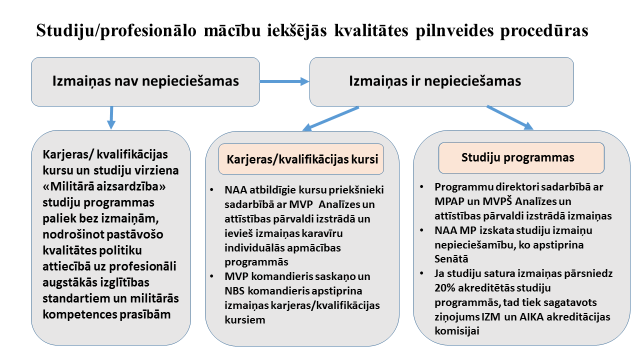 Studiju/profesionālo mācību iekšējās kvalitātes pilnveides procedūras
Izmaiņas nav nepieciešamas
Izmaiņas ir nepieciešamas
Karjeras/ kvalifikācijas
kursu un studiju virziena
«Militārā aizsardzība»
studiju programmas
paliek bez izmaiņām,
nodrošinot pastāvošo
kvalitātes politiku
attiecībā uz profesionāli
augstākās izglītības
standartiem un militārās
kompetences prasībām
Karjeras/kvalifikācijas kursi
• NAA atbildīgie kursu priekšnieki
sadarbībā ar MVP Analīzes un
attīstības pārvaldi izstrādā un
ievieš izmaiņas karavīru
individuālās apmācības
programmās
• MVP komandieris saskaņo un
NBS komandieris apstiprina
izmaiņas karjeras/kvalifikācijas
kursiem
Studiju programmas
• Programmu direktori sadarbībā ar
MPAP un MVPŠ Analīzes un
attīstības pārvaldi izstrādā izmaiņas
• NAA MP izskata studiju izmaiņu
nepieciešamību, ko apstiprina
Senātā
• Ja studiju satura izmaiņas pārsniedz
20% akreditētās studiju
programmās, tad tiek sagatavots
ziņojums IZM un AIKA akreditācijas
komisijai